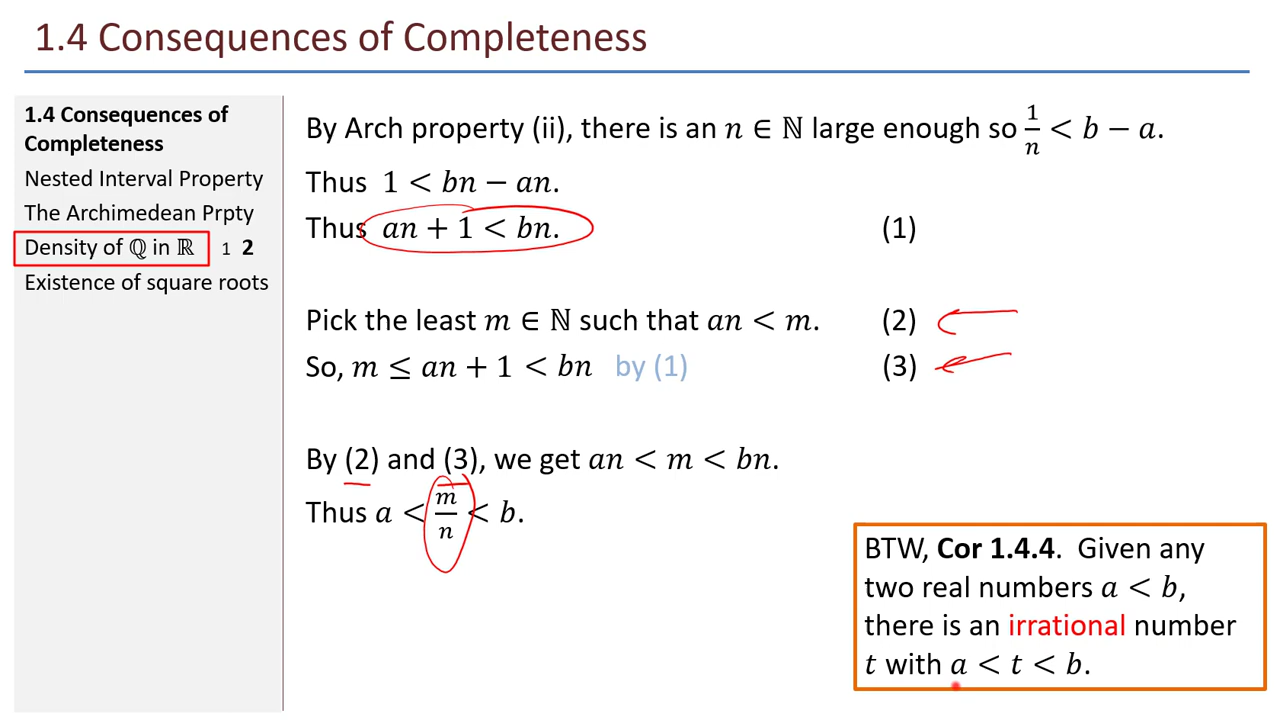 1.4 Consequences of Completeness
1.4 Consequences of
Completeness
Nested Interval Property
The Archimedean Prpty
Density of ℚ in ℝ 1 2
Existence of square roots
By Arch property (ii), there is an n ∈ ℕ large enough so 1/n < b − a.
Thus 1 < bn − an.
Thus an + 1 < bn. (1)
Pick the least m ∈ ℕ such that an < m. (2)
So, m ≤ an + 1 < bn by (1) (3)
By (2) and (3), we get an < m < bn.
Thus a < m/n < b.
BTW, Cor 1.4.4. Given any
two real numbers a < b,
there is an irrational number
t with a < t < b.